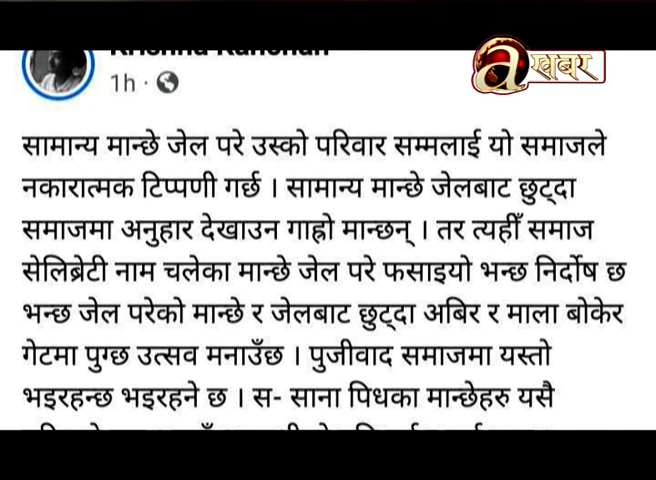 a खबर
1h ·
सामान्य मान्छे जेल परे उस्को परिवार सम्मलाई यो समाजले
नकारात्मक टिप्पणी गर्छ । सामान्य मान्छे जेलबाट छुट्दा
समाजमा अनुहार देखाउन गाह्रो मान्छन् । तर त्यहीँ समाज
सेलिब्रेटी नाम चलेका मान्छे जेल परे फसाइयो भन्छ निर्दोष छ
भन्छ जेल परेको मान्छे र जेलबाट छुट्दा अबिर र माला बोकेर
गेटमा पुग्छ उत्सव मनाउँछ । पुजीवाद समाजमा यस्तो
भइरहन्छ भइरहने छ । स- साना पिधका मान्छेहरु यसै